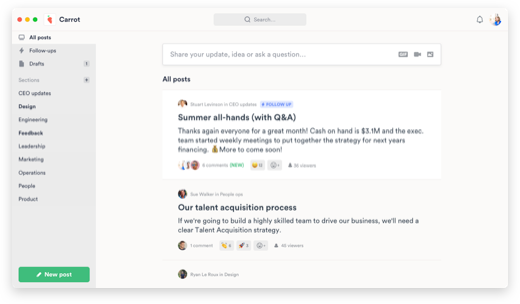 Carrot
Search...
All posts
Follow-ups
Drafts
Sections
CEO updates
Design
Engineering
Feedback
Leadership
Marketing
Operations
People
Product
New post
Share your update, idea or ask a question...
GIF
All posts
Stuart Levinson in CEO updates FOLLOW UP
Summer all-hands (with Q&A)
Thanks again everyone for a great month! Cash on hand is $3.1M and the exec.
team started weekly meetings to put together the strategy for next years
financing. 💰More to come soon!
6 comments (NEW) 36 viewers
Sue Walker in People ops
Our talent acquisition process
If we're going to build a highly skilled team to drive our business, we'll need a
clear Talent Acquisition strategy.
1 comment 46 viewers
Ryan Le Roux in Design